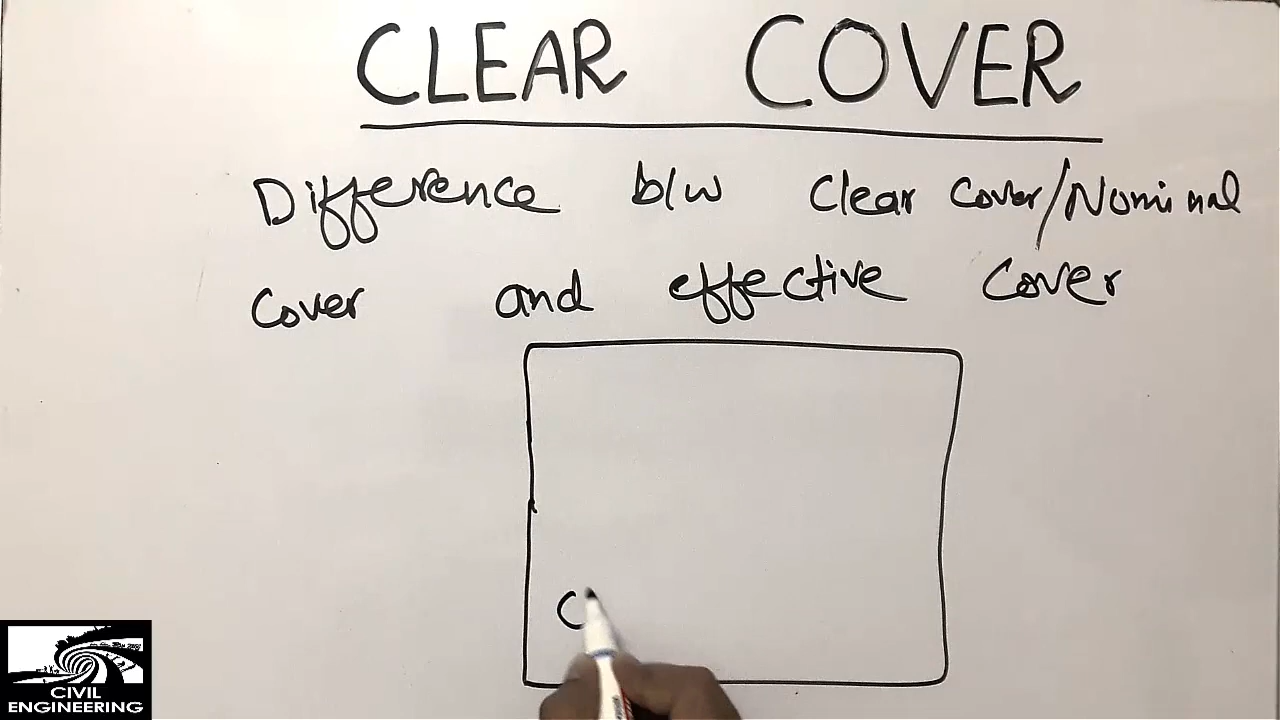 CLEAR COVER
Difference b/w Clear Cover/Nominal
Cover and effective Cover
CIVIL
ENGINEERING